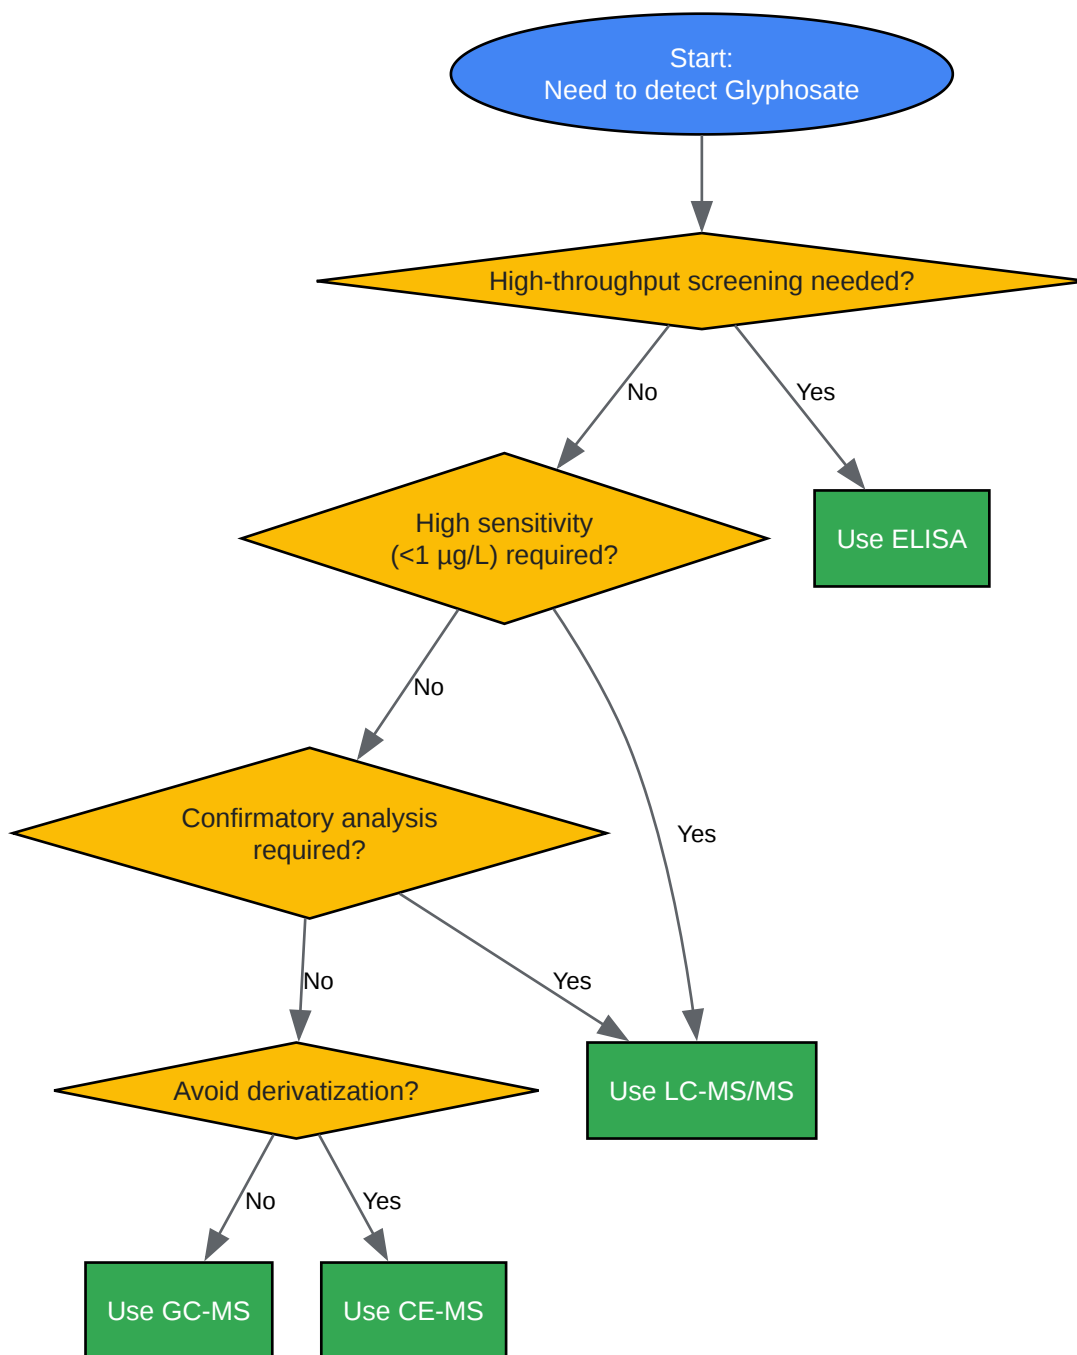 Start:
Need to detect Glyphosate
High-throughput screening needed?
No
Yes
High sensitivity
(<1 µg/L) required?
Use ELISA
No
Confirmatory analysis
required?
Yes
No
Yes
Avoid derivatization?
Use LC-MS/MS
No
Yes
Use GC-MS
Use CE-MS